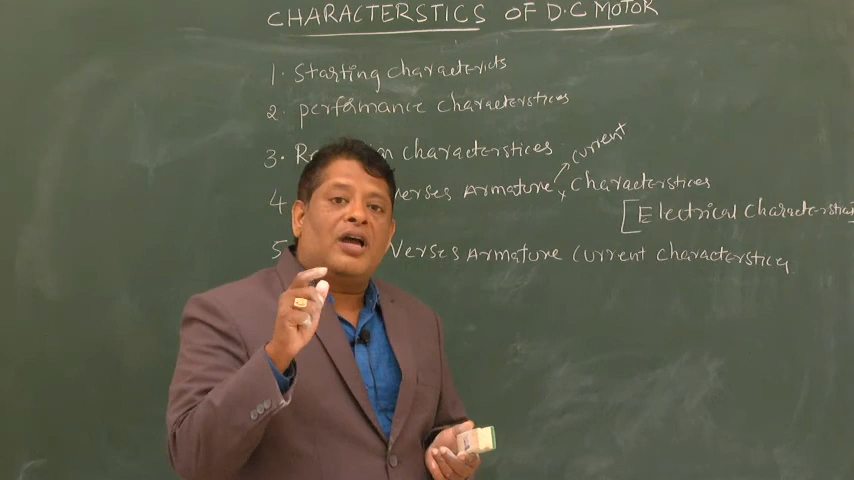 CHARACTERSTICS OF D.C MOTOR
1. Starting characterists
2. performance characterstices
3. characterstices
current
4 verses Armature x characterstices
[Electrical characterstics]
5 Verses Armature current characterstics